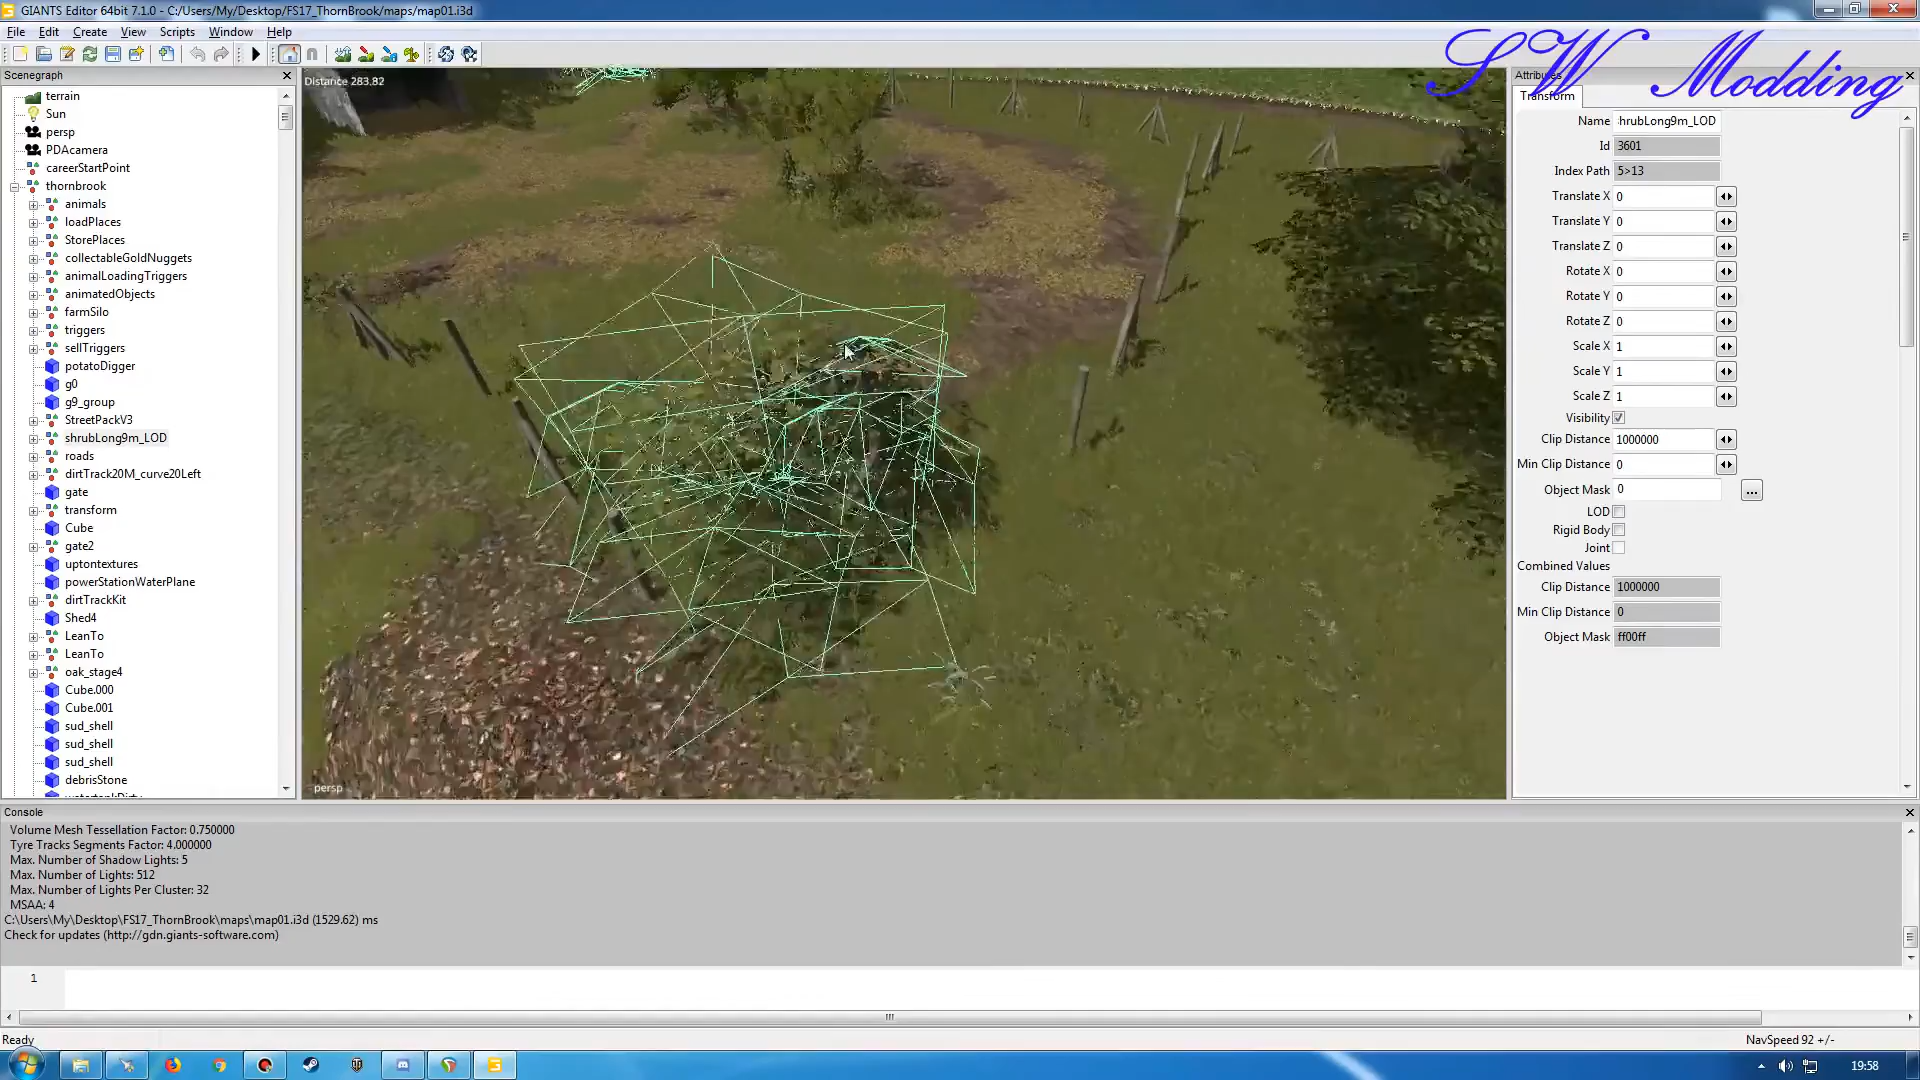 GIANTS Editor 64bit 7.1.0 - C:/Users/My/Desktop/FS17_ThornBrook/maps/map01.i3d
File Edit Create View Scripts Window Help
SW Modding
Scenegraph
terrain
Sun
persp
PDAcamera
careerStartPoint
thornbrook
animals
loadPlaces
StorePlaces
collectableGoldNuggets
animalLoadingTriggers
animatedObjects
farmSilo
triggers
sellTriggers
potatoDigger
g0
g9_group
StreetPackV3
shrubLong9m_LOD
roads
dirtTrack20M_curve20Left
gate
transform
Cube
gate2
uptontextures
powerStationWaterPlane
dirtTrackKit
Shed4
LeanTo
LeanTo
oak_stage4
Cube.000
Cube.001
sud_shell
sud_shell
sud_shell
debrisStone
Distance 283.82
persp
Attributes
Transform
Name hrubLong9m_LOD
Id 3601
Index Path 5>13
Translate X 0
Translate Y 0
Translate Z 0
Rotate X 0
Rotate Y 0
Rotate Z 0
Scale X 1
Scale Y 1
Scale Z 1
Visibility
Clip Distance 1000000
Min Clip Distance 0
Object Mask 0 ...
LOD
Rigid Body
Joint
Combined Values
Clip Distance 1000000
Min Clip Distance 0
Object Mask ff00ff
Console
Volume Mesh Tessellation Factor: 0.750000
Tyre Tracks Segments Factor: 4.000000
Max. Number of Shadow Lights: 5
Max. Number of Lights: 512
Max. Number of Lights Per Cluster: 32
MSAA: 4
C:\Users\My\Desktop\FS17_ThornBrook\maps\map01.i3d (1529.62) ms
Check for updates (http://gdn.giants-software.com)
1
Ready
NavSpeed 92 +/-
19:58